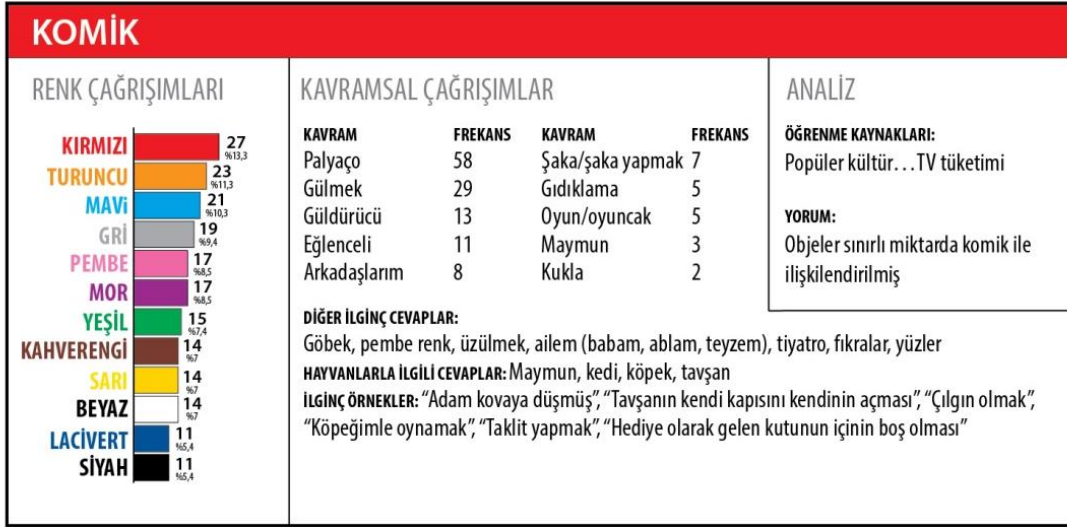 KOMİK
RENK ÇAĞRIŞIMLARI
KIRMIZI 27 %13,3
TURUNCU 23 %11,3
MAVi 21 %10,3
GRİ 19 %9,4
PEMBE 17 %8,5
MOR 17 %8,5
YEŞİL 15 %7,4
KAHVERENGİ 14 %7
SARI 14 %7
BEYAZ 14 %7
LACİVERT 11 %5,4
SİYAH 11 %5,4
KAVRAMSAL ÇAĞRIŞIMLAR
KAVRAM FREKANS KAVRAM FREKANS
Palyaço 58 Şaka/şaka yapmak 7
Gülmek 29 Gıdıklama 5
Güldürücü 13 Oyun/oyuncak 5
Eğlenceli 11 Maymun 3
Arkadaşlarım 8 Kukla 2
DİĞER İLGİNÇ CEVAPLAR:
Göbek, pembe renk, üzülmek, ailem (babam, ablam, teyzem), tiyatro, fıkralar, yüzler
HAYVANLARLA İLGİLİ CEVAPLAR: Maymun, kedi, köpek, tavşan
İLGİNÇ ÖRNEKLER: “Adam kovaya düşmüş”, “Tavşanın kendi kapısını kendinin açması”, “Çılgın olmak”,
“Köpeğimle oynamak”, “Taklit yapmak”, “Hediye olarak gelen kutunun içinin boş olması”
ANALİZ
ÖĞRENME KAYNAKLARI:
Popüler kültür...TV tüketimi
YORUM:
Objeler sınırlı miktarda komik ile
ilişkilendirilmiş